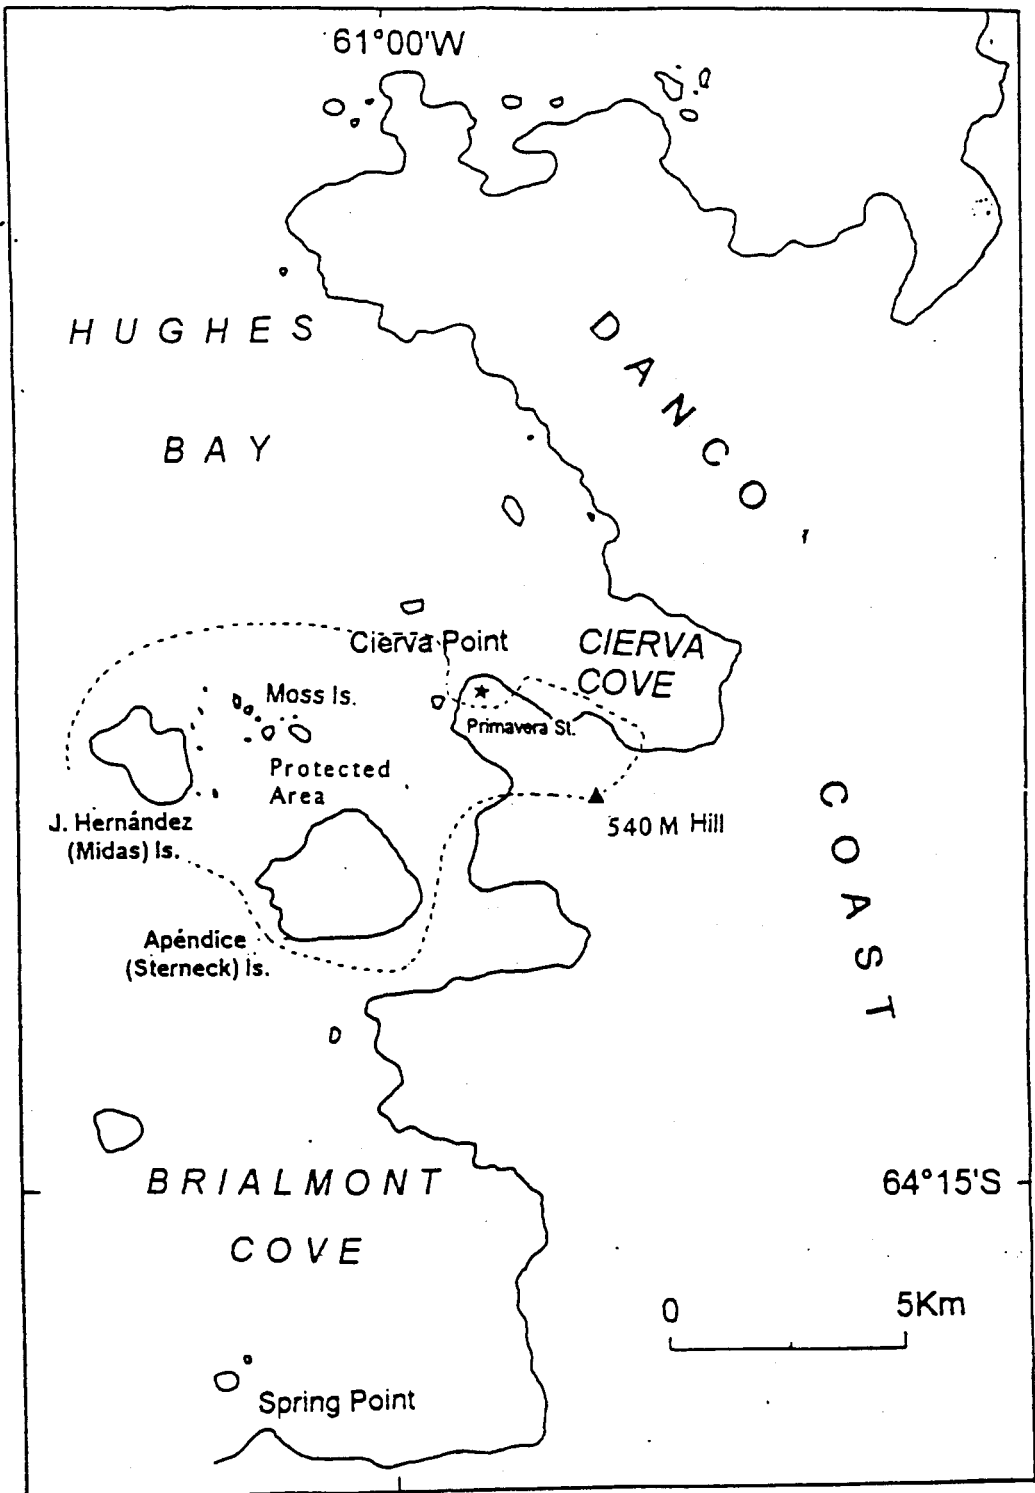 61°00'W
HUGHES
BAY
DANCO
COAST
Cierva Point
CIERVA
COVE
Moss Is.
Primavera St.
Protected
Area
J. Hernández
(Midas) Is.
540 M Hill
Apéndice
(Sterneck) Is.
BRIALMONT
COVE
64°15'S
0 5Km
Spring Point